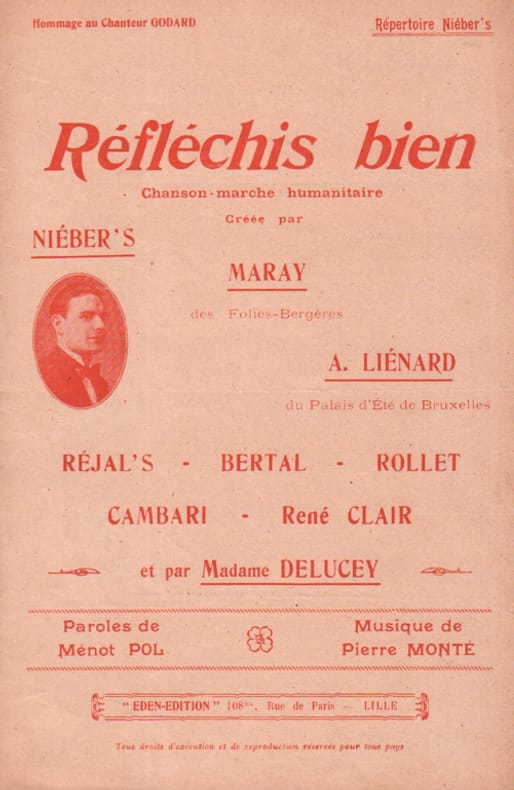 Hommage au Chanteur GODARD
Répertoire Niéber's
Réfléchis bien
Chanson-marche humanitaire
Créée par
NIÉBER'S
MARAY
des Folies-Bergères
A. LIÉNARD
du Palais d'Été de Bruxelles
RÉJAL'S - BERTAL - ROLLET
CAMBARI - René CLAIR
et par Madame DELUCEY
Paroles de
Ménot POL
Musique de
Pierre MONTÉ
"EDEN-EDITION" 108bis, Rue de Paris — LILLE
Tous droits d'exécution et de reproduction réservés pour tous pays